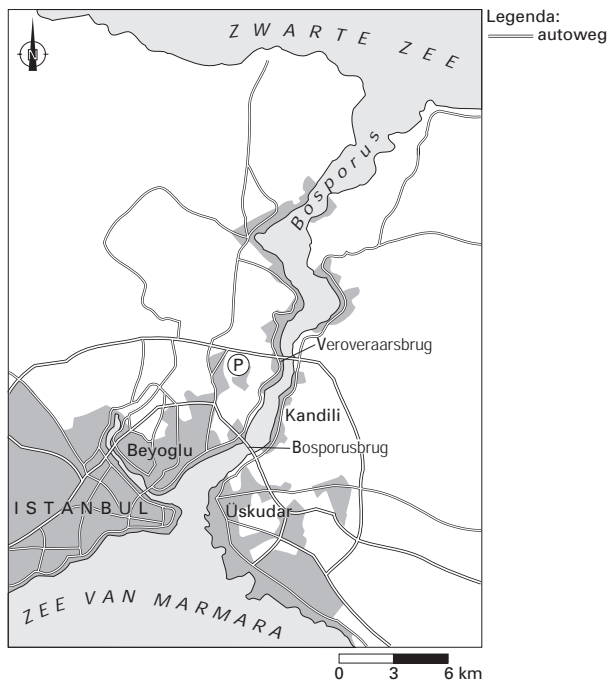 Legenda:
autoweg
ZWARTE ZEE
N
Bosporus
Veroveraarsbrug
P
Kandili
Bosporusbrug
Beyoglu
ISTANBUL
Üskudar
ZEE VAN MARMARA
0 3 6 km